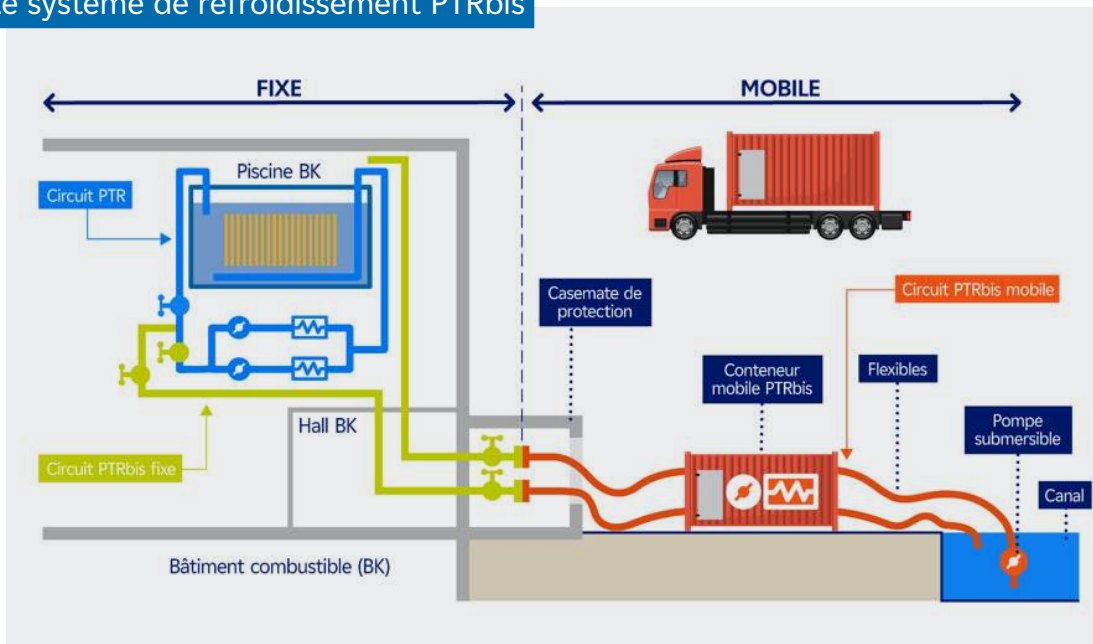 système de refroidissement PTRbis
FIXE
MOBILE
Piscine BK
Circuit PTR
Casemate de
protection
Circuit PTRbis mobile
Conteneur
mobile PTRbis
Flexibles
Pompe
submersible
Hall BK
Circuit PTRbis fixe
Canal
Bâtiment combustible (BK)